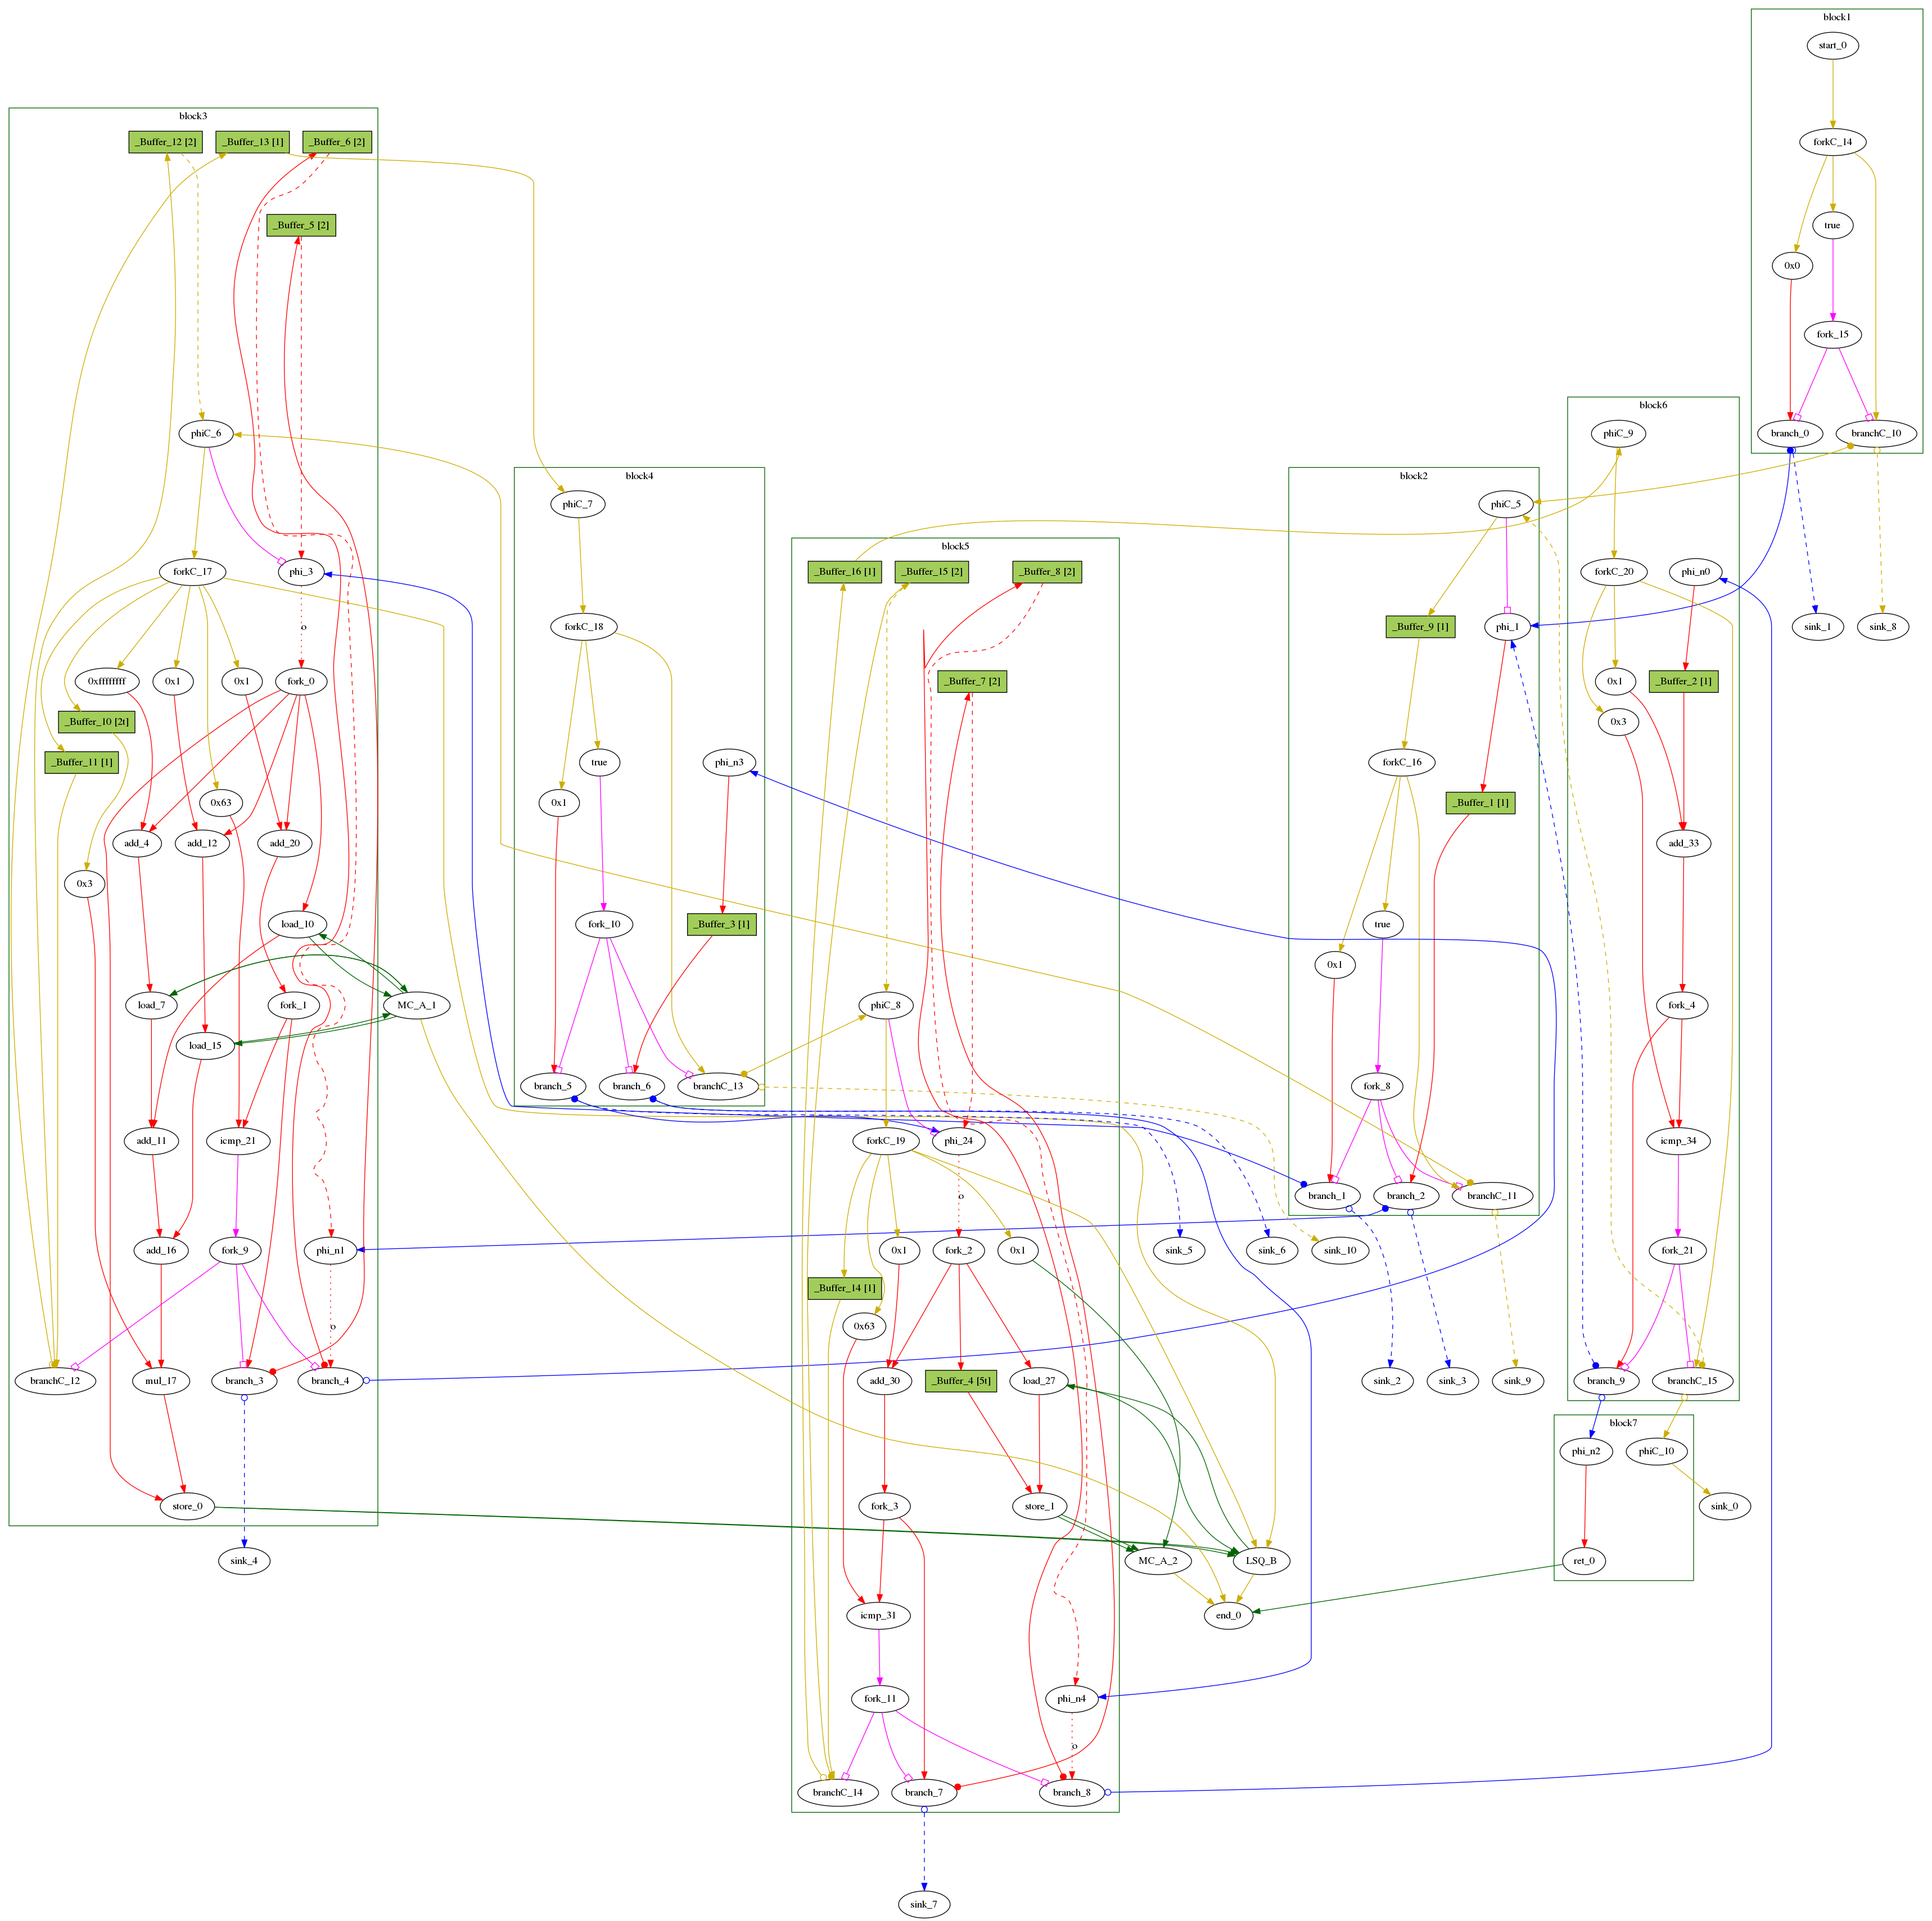 block1
start_0
forkC_14
true
0x0
fork_15
branch_0
branchC_10
sink_1
sink_8
block3
_Buffer_12 [2]
_Buffer_13 [1]
_Buffer_6 [2]
_Buffer_5 [2]
phiC_6
forkC_17
phi_3
o
0xffffffff
0x1
0x1
fork_0
_Buffer_10 [2t]
_Buffer_11 [1]
0x63
add_4
add_12
add_20
0x3
load_10
load_7
fork_1
MC_A_1
load_15
add_11
icmp_21
add_16
fork_9
phi_n1
o
branchC_12
mul_17
branch_3
branch_4
store_0
sink_4
block4
phiC_7
forkC_18
true
phi_n3
0x1
fork_10
_Buffer_3 [1]
branch_5
branch_6
branchC_13
block5
_Buffer_16 [1]
_Buffer_15 [2]
_Buffer_8 [2]
_Buffer_7 [2]
phiC_8
forkC_19
phi_24
o
0x1
fork_2
0x1
_Buffer_14 [1]
0x63
add_30
_Buffer_4 [5t]
load_27
fork_3
store_1
icmp_31
fork_11
phi_n4
o
branchC_14
branch_7
branch_8
sink_7
sink_5
sink_6
sink_10
MC_A_2
LSQ_B
end_0
block2
phiC_5
_Buffer_9 [1]
phi_1
forkC_16
_Buffer_1 [1]
true
0x1
fork_8
branch_1
branch_2
branchC_11
sink_2
sink_3
sink_9
block6
phiC_9
forkC_20
phi_n0
0x1
_Buffer_2 [1]
0x3
add_33
fork_4
icmp_34
fork_21
branch_9
branchC_15
block7
phi_n2
phiC_10
sink_0
ret_0